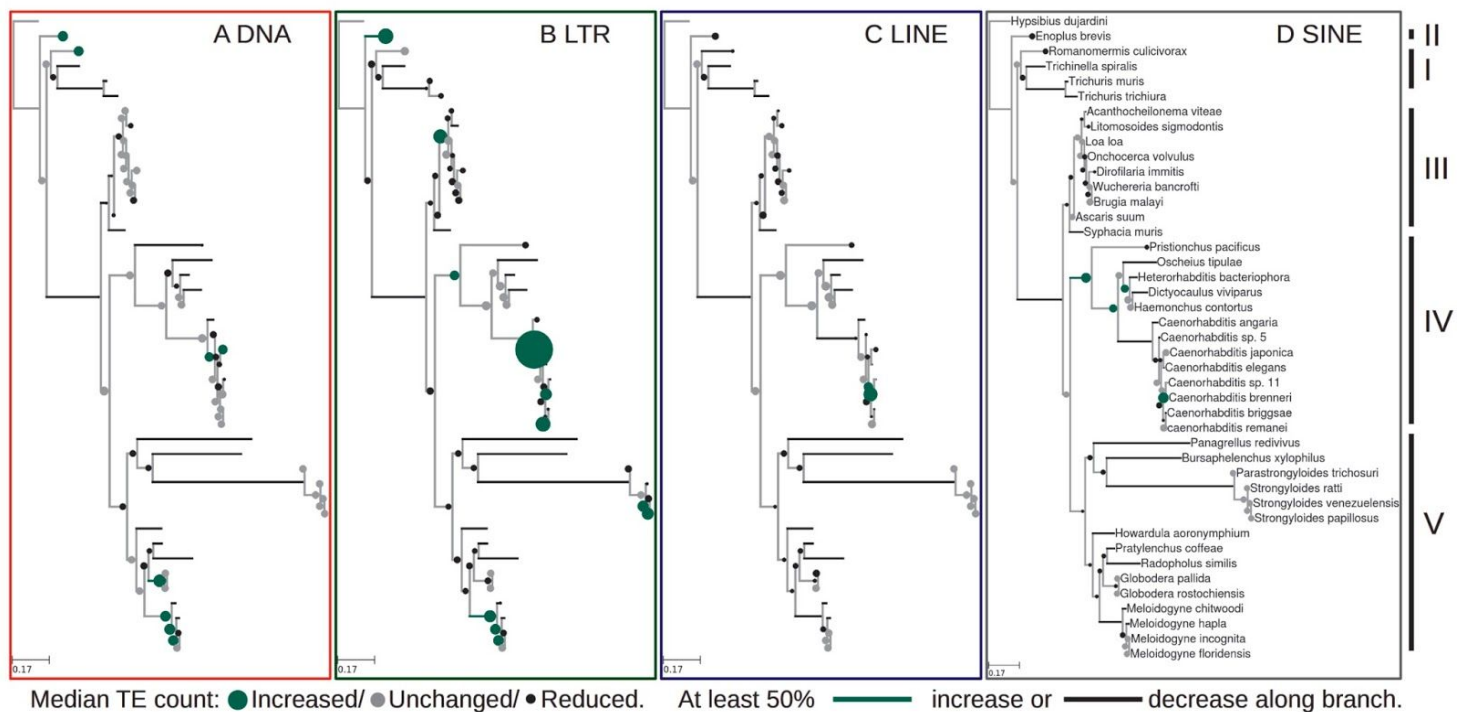 A DNA
B LTR
C LINE
D SINE
Hypsibius dujardini
Enoplus brevis
II
Romanomermis culicivorax
Trichinella spiralis
I
Trichuris muris
Trichuris trichiura
Acanthocheilonema viteae
Litomosoides sigmodontis
Loa loa
Onchocerca volvulus
Dirofilaria immitis
III
Wuchereria bancrofti
Brugia malayi
Ascaris suum
Syphacia muris
Pristionchus pacificus
Oscheius tipulae
Heterorhabditis bacteriophora
Dictyocaulus viviparus
Haemonchus contortus
IV
Caenorhabditis angaria
Caenorhabditis sp. 5
Caenorhabditis japonica
Caenorhabditis elegans
Caenorhabditis sp. 11
Caenorhabditis brenneri
Caenorhabditis briggsae
caenorhabditis remanei
Panagrellus redivivus
Bursaphelenchus xylophilus
Parastrongyloides trichosuri
Strongyloides ratti
Strongyloides venezuelensis
Strongyloides papillosus
V
Howardula aoronymphium
Pratylenchus coffeae
Radopholus similis
Globodera pallida
Globodera rostochiensis
Meloidogyne chitwoodi
Meloidogyne hapla
Meloidogyne incognita
Meloidogyne floridensis
0.17
0.17
0.17
0.17
Median TE count: Increased/ Unchanged/ Reduced. At least 50% increase or decrease along branch.